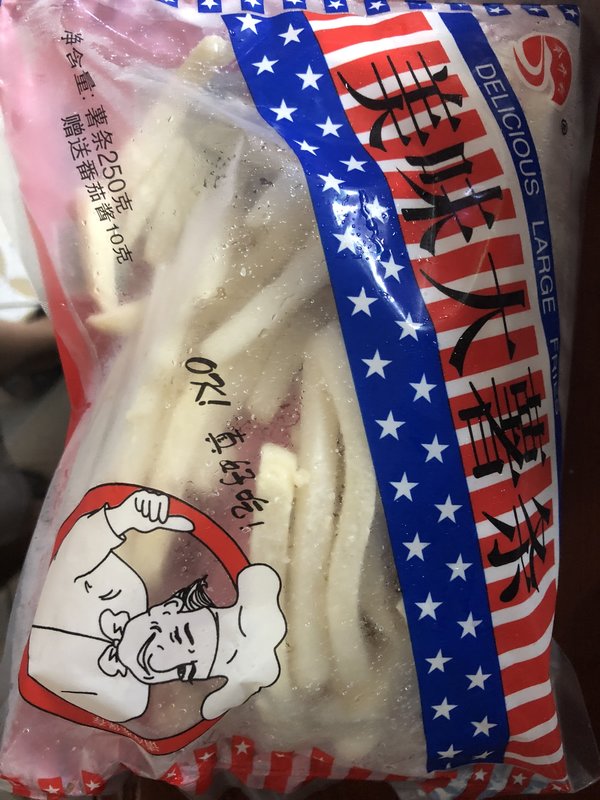 美味大薯条
DELICIOUS LARGE FRIES
®
净含量: 薯条250克
赠送番茄酱10克
OK! 真好吃!